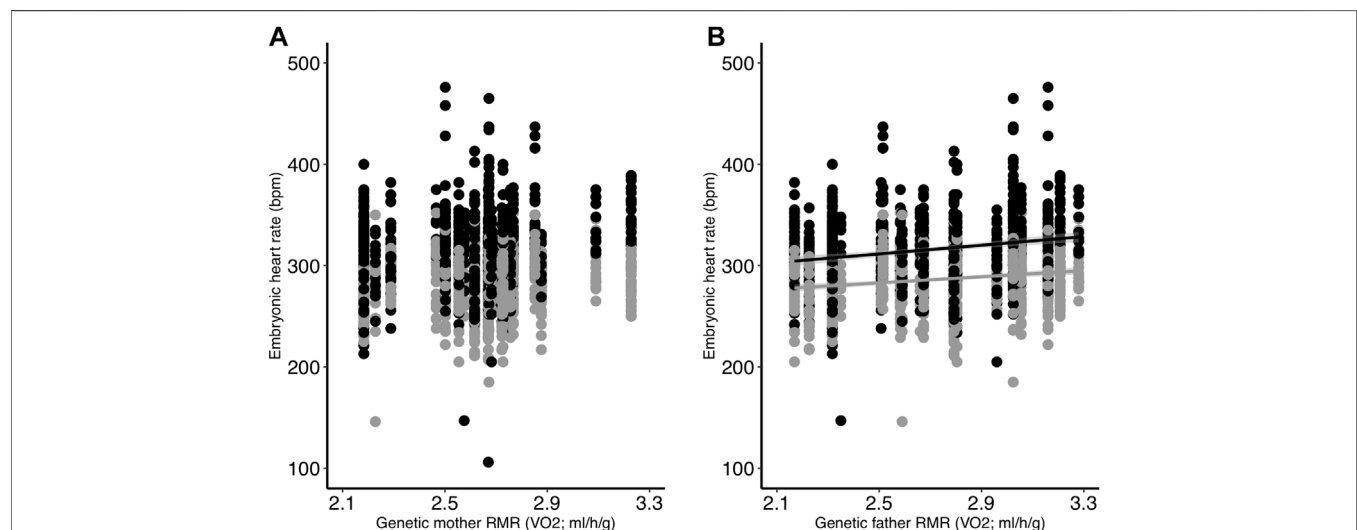 A
B
500
400
300
200
100
Embryonic heart rate (bpm)
2.1 2.5 2.9 3.3
Genetic mother RMR (VO2; ml/h/g)
500
400
300
200
100
Embryonic heart rate (bpm)
2.1 2.5 2.9 3.3
Genetic father RMR (VO2; ml/h/g)